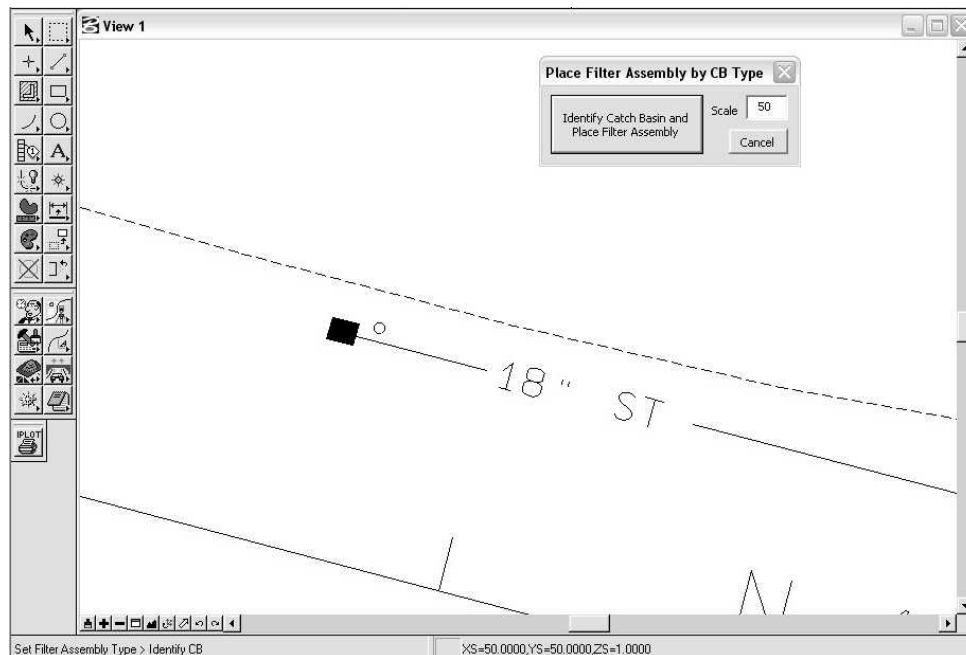 View 1
Place Filter Assembly by CB Type
Identify Catch Basin and
Place Filter Assembly
Scale 50
Cancel
A
18" ST
N
IPLOT
Set Filter Assembly Type > Identify CB
XS=50.0000,YS=50.0000,ZS=1.0000